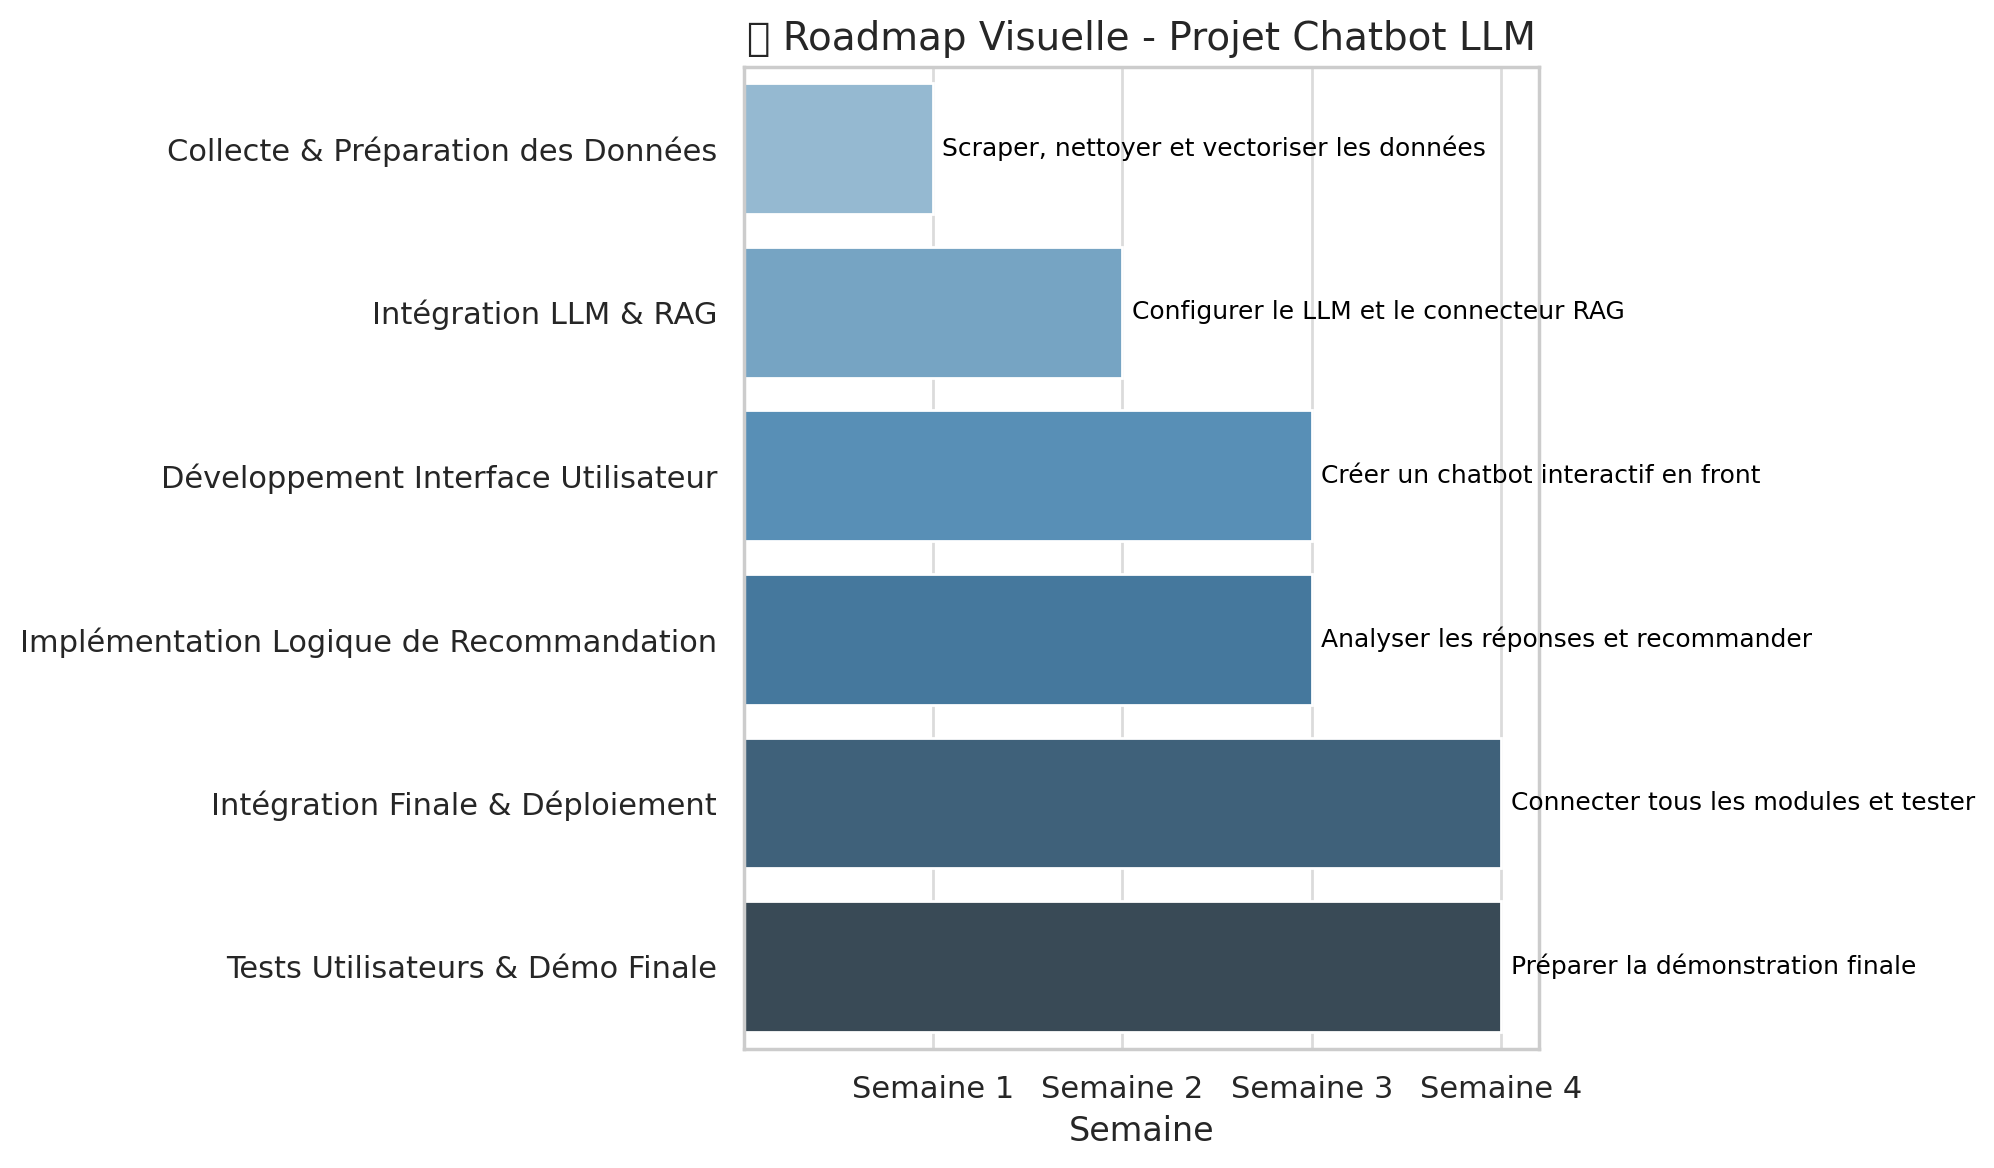 Roadmap Visuelle - Projet Chatbot LLM
Collecte & Préparation des Données
Scraper, nettoyer et vectoriser les données
Intégration LLM & RAG
Configurer le LLM et le connecteur RAG
Développement Interface Utilisateur
Créer un chatbot interactif en front
Implémentation Logique de Recommandation
Analyser les réponses et recommander
Intégration Finale & Déploiement
Connecter tous les modules et tester
Tests Utilisateurs & Démo Finale
Préparer la démonstration finale
Semaine 1 Semaine 2 Semaine 3 Semaine 4
Semaine